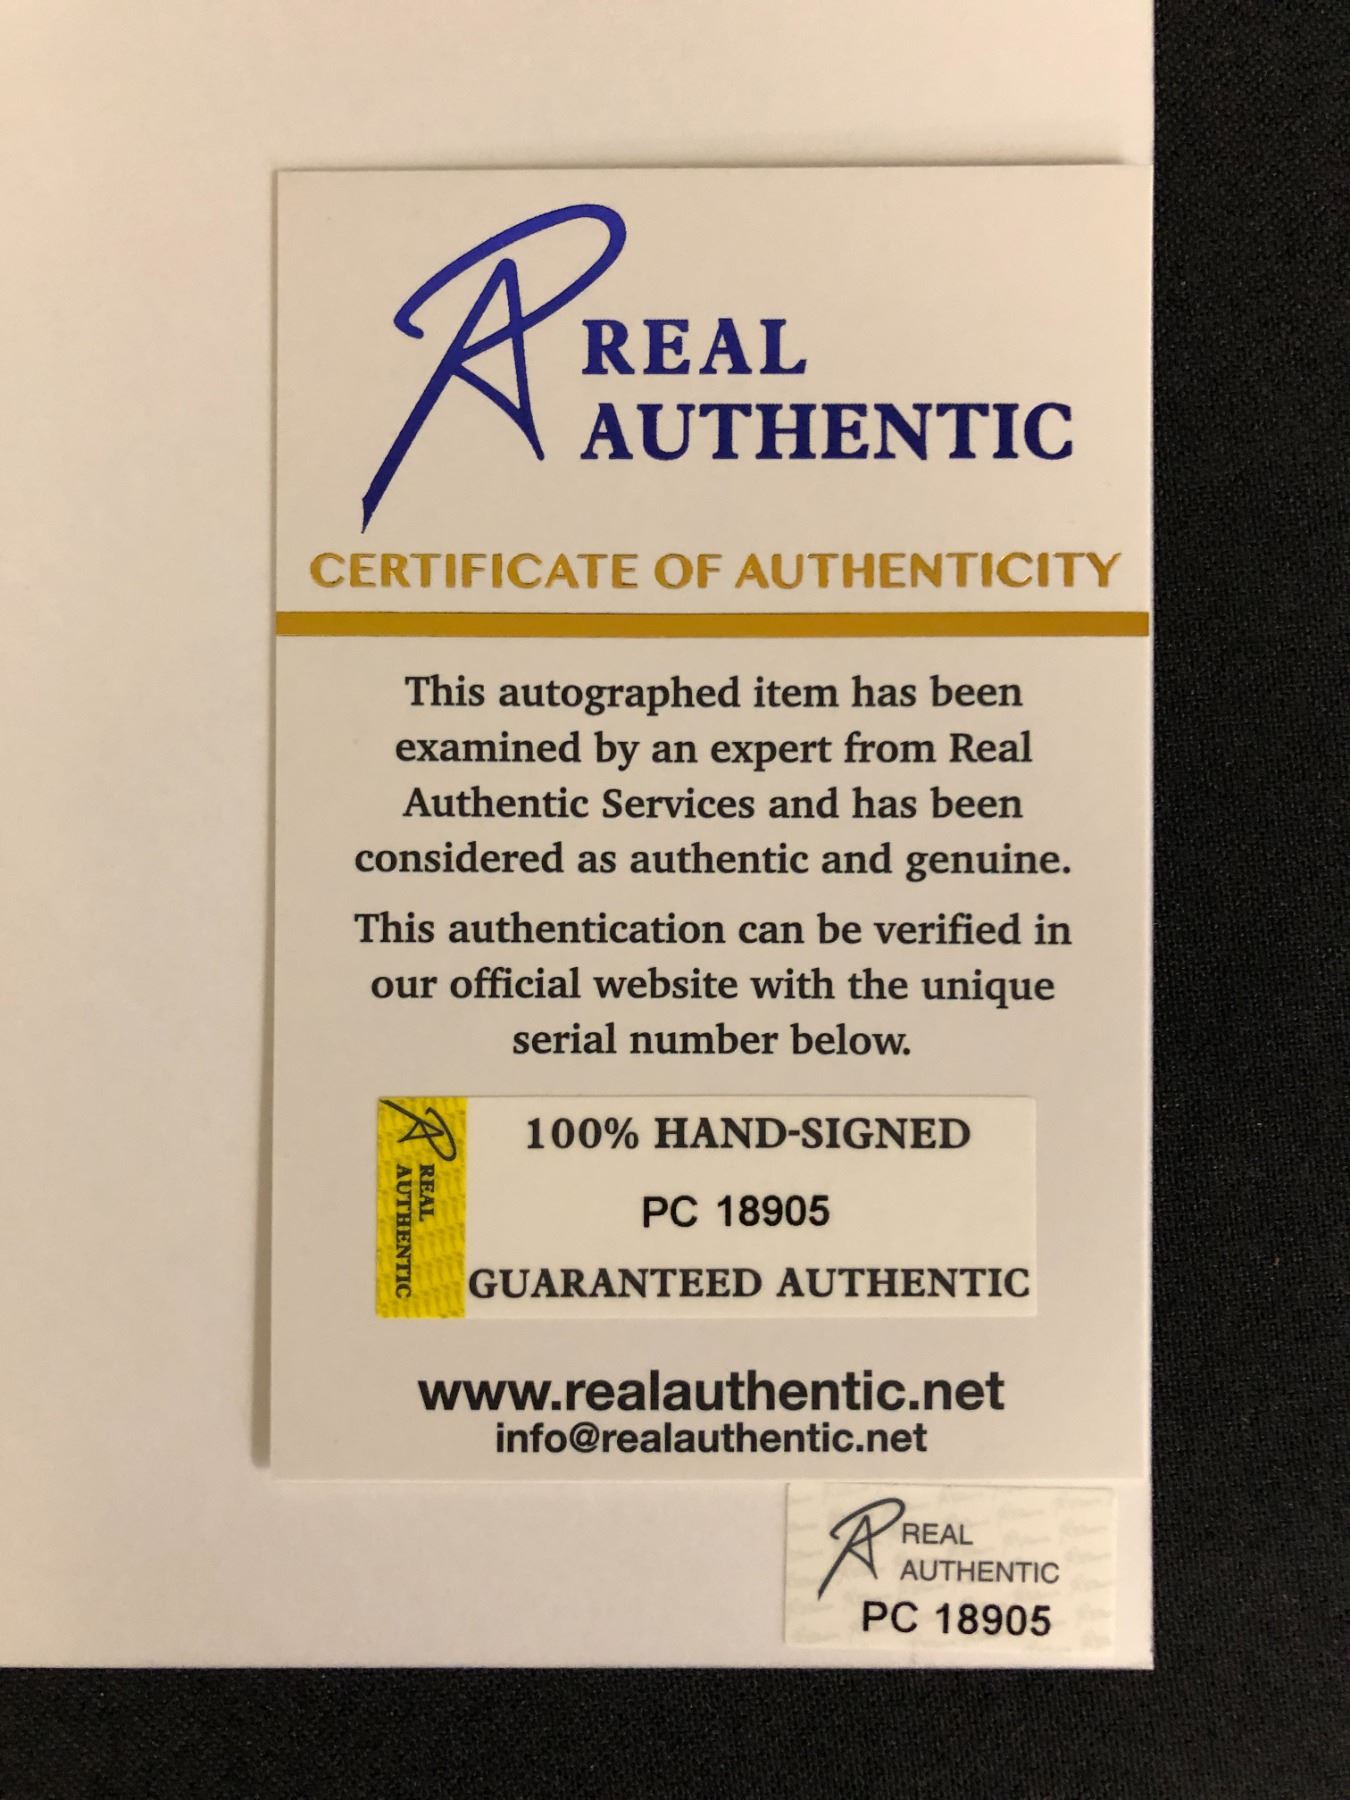 REAL
AUTHENTIC
CERTIFICATE OF AUTHENTICITY
This autographed item has been
examined by an expert from Real
Authentic Services and has been
considered as authentic and genuine.
This authentication can be verified in
our official website with the unique
serial number below.
REAL
AUTHENTIC
100% HAND-SIGNED
PC 18905
GUARANTEED AUTHENTIC
www.realauthentic.net
info@realauthentic.net
REAL
AUTHENTIC
PC 18905